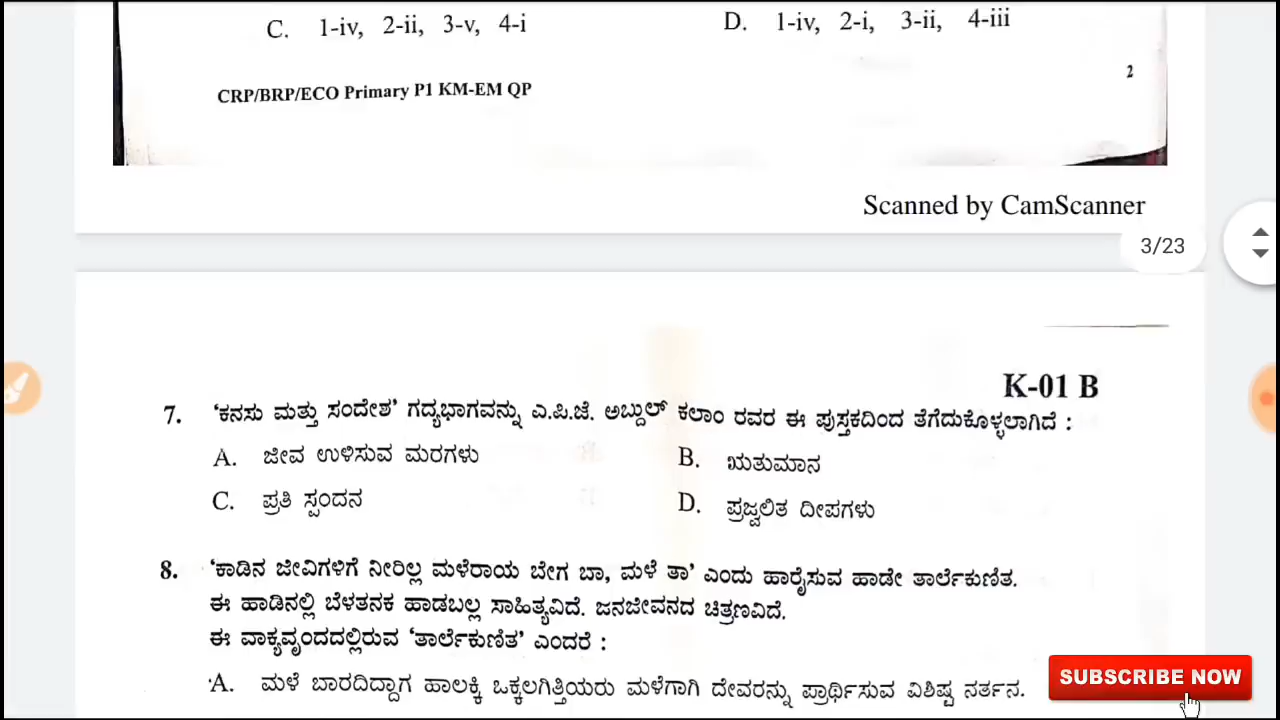 C. 1-iv, 2-ii, 3-v, 4-i D. 1-iv, 2-i, 3-ii, 4-iii
CRP/BRP/ECO Primary P1 KM-EM QP 2
Scanned by CamScanner
3/23
K-01 B
7. 'ಕನಸು ಮತ್ತು ಸಂದೇಶ' ಗದ್ಯಭಾಗವನ್ನು ಎ.ಪಿ.ಜೆ. ಅಬ್ದುಲ್ ಕಲಾಂ ರವರ ಈ ಪುಸ್ತಕದಿಂದ ತೆಗೆದುಕೊಳ್ಳಲಾಗಿದೆ :
A. ಜೀವ ಉಳಿಸುವ ಮರಗಳು B. ಋತುಮಾನ
C. ಪ್ರತಿ ಸ್ಪಂದನ D. ಪ್ರಜ್ವಲಿತ ದೀಪಗಳು
8. 'ಕಾಡಿನ ಜೀವಿಗಳಿಗೆ ನೀರಿಲ್ಲ ಮಳೆರಾಯ ಬೇಗ ಬಾ, ಮಳೆ ತಾ' ಎಂದು ಹಾರೈಸುವ ಹಾಡೇ ತಾರ್ಲೆಕುಣಿತ.
ಈ ಹಾಡಿನಲ್ಲಿ ಬೆಳತನಕ ಹಾಡಬಲ್ಲ ಸಾಹಿತ್ಯವಿದೆ. ಜನಜೀವನದ ಚಿತ್ರಣವಿದೆ.
ಈ ವಾಕ್ಯವೃಂದದಲ್ಲಿರುವ 'ತಾರ್ಲೆಕುಣಿತ' ಎಂದರೆ :
A. ಮಳೆ ಬಾರದಿದ್ದಾಗ ಹಾಲಕ್ಕಿ ಒಕ್ಕಲಗಿತ್ತಿಯರು ಮಳೆಗಾಗಿ ದೇವರನ್ನು ಪ್ರಾರ್ಥಿಸುವ ವಿಶಿಷ್ಟ ನರ್ತನ.
SUBSCRIBE NOW